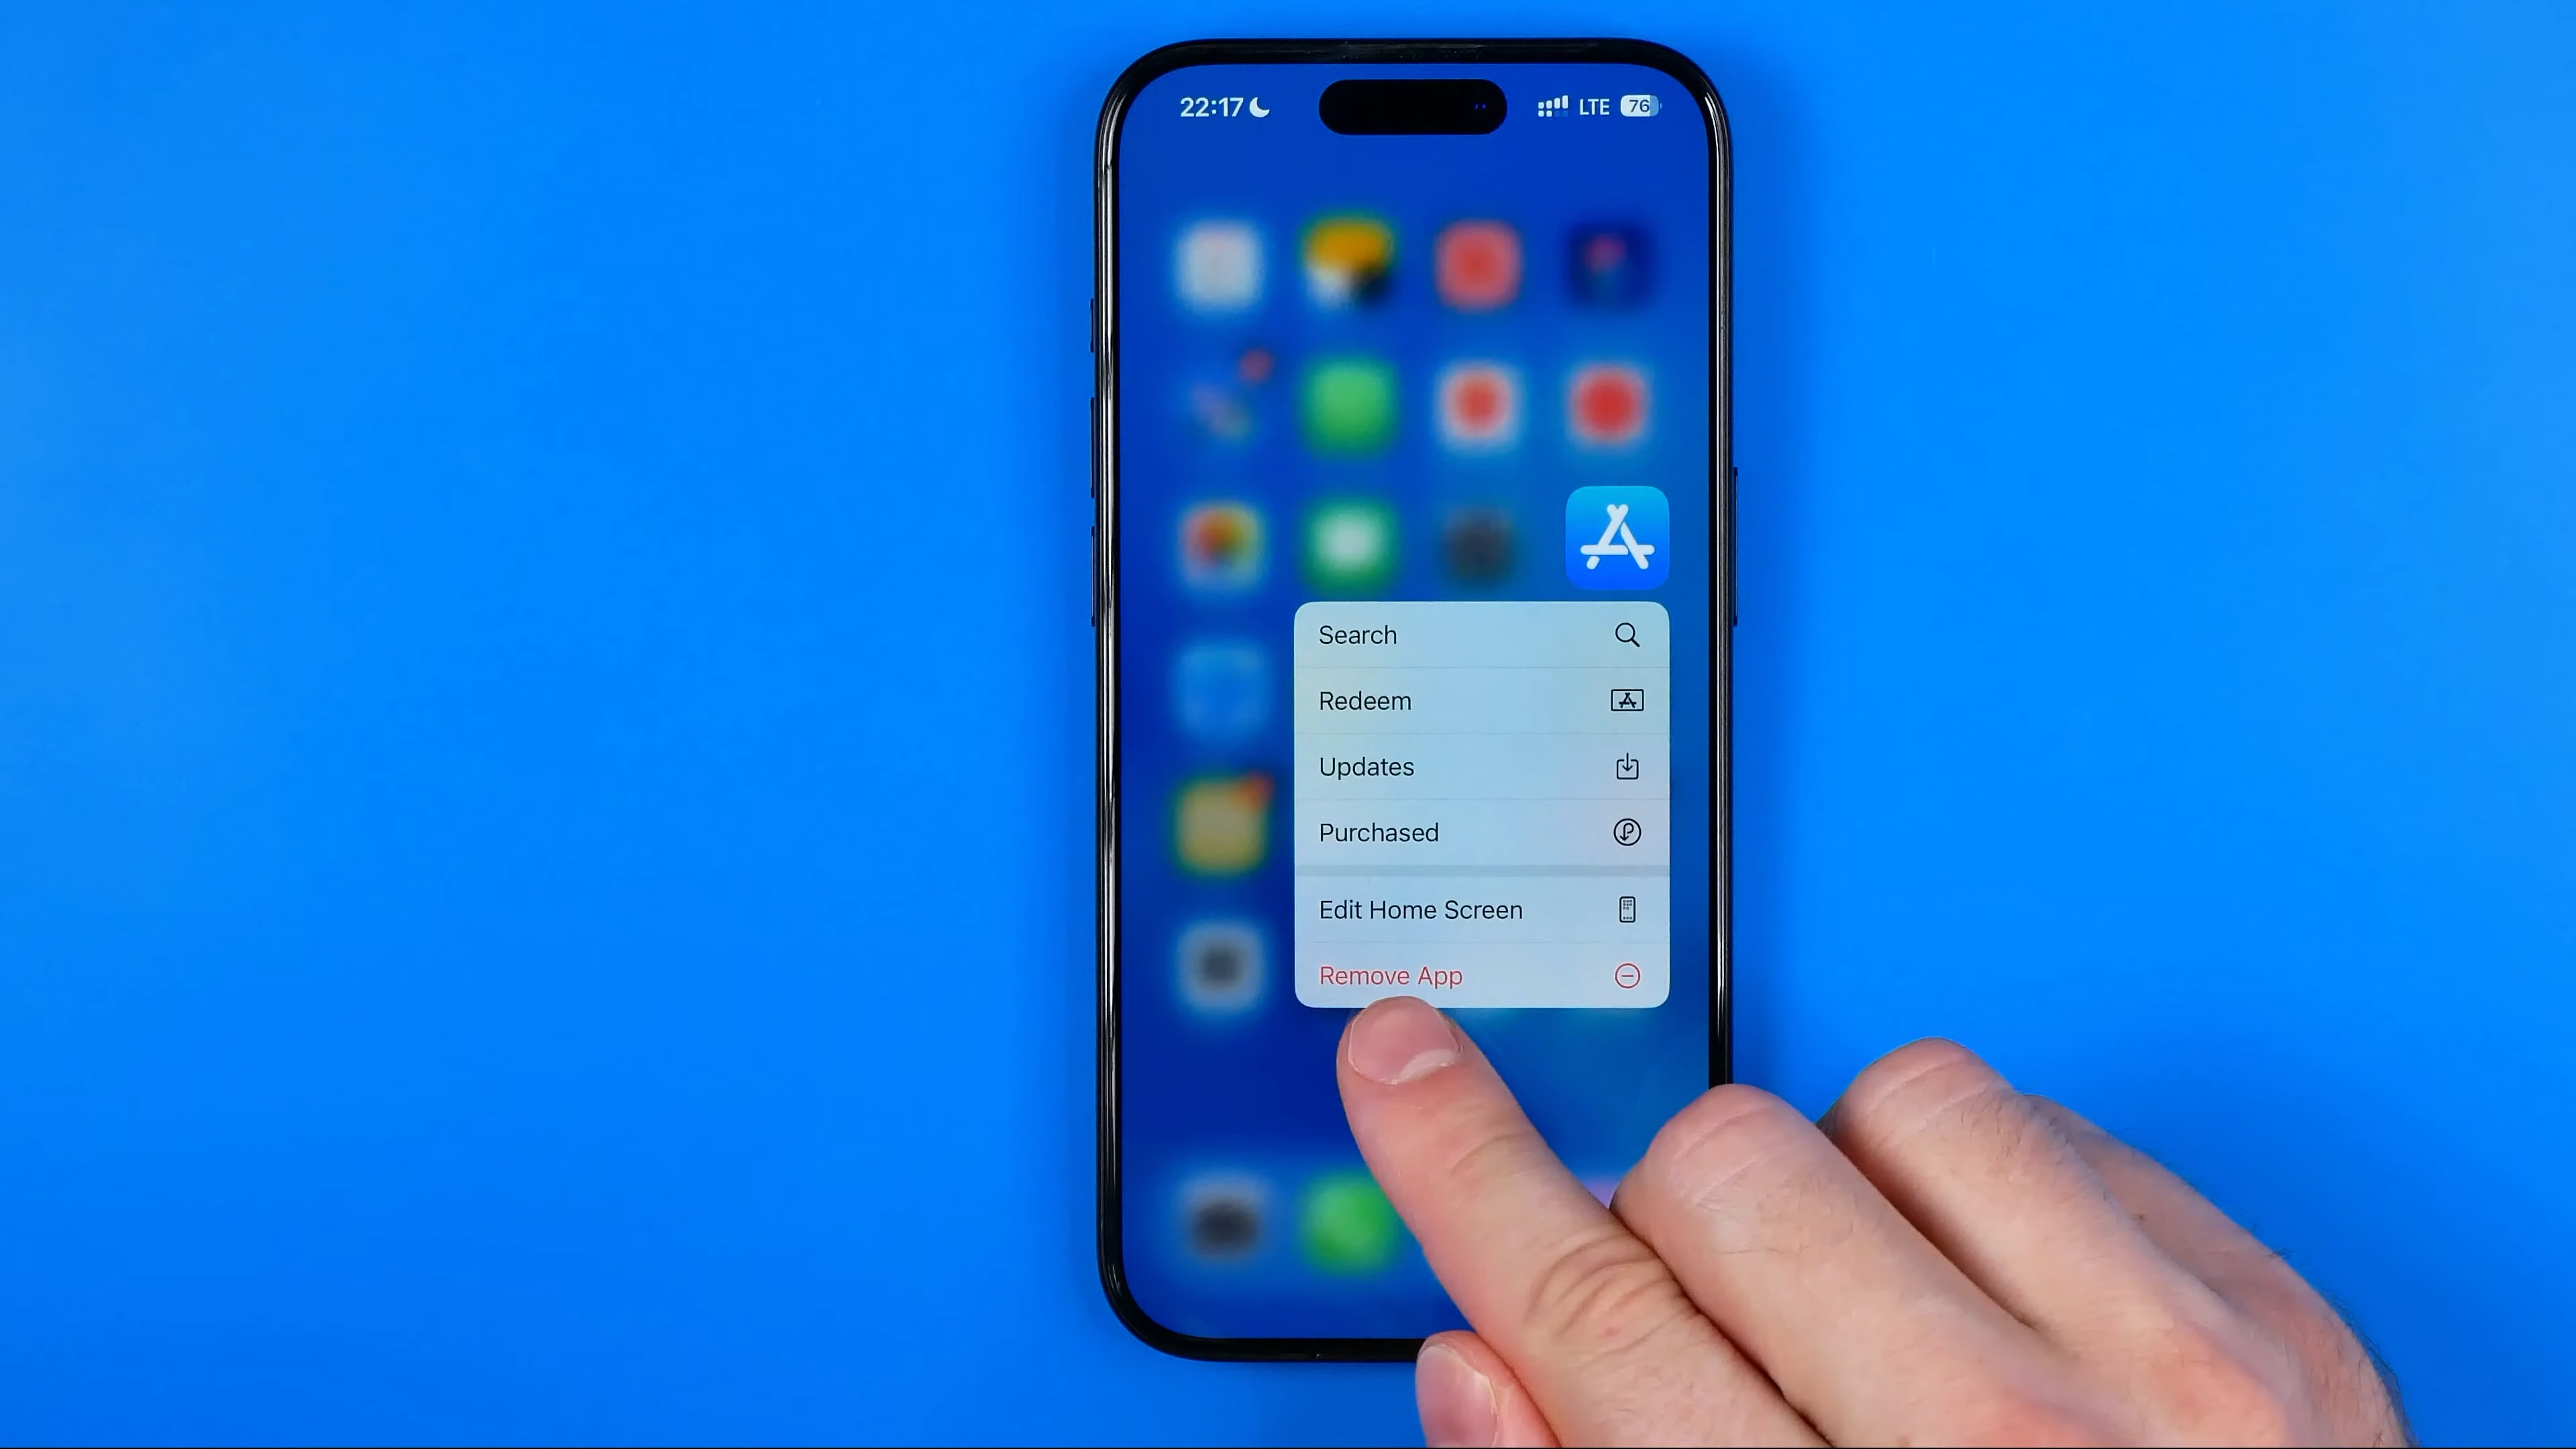 22:17 LTE 76
Search
Redeem
Updates
Purchased
Edit Home Screen
Remove App